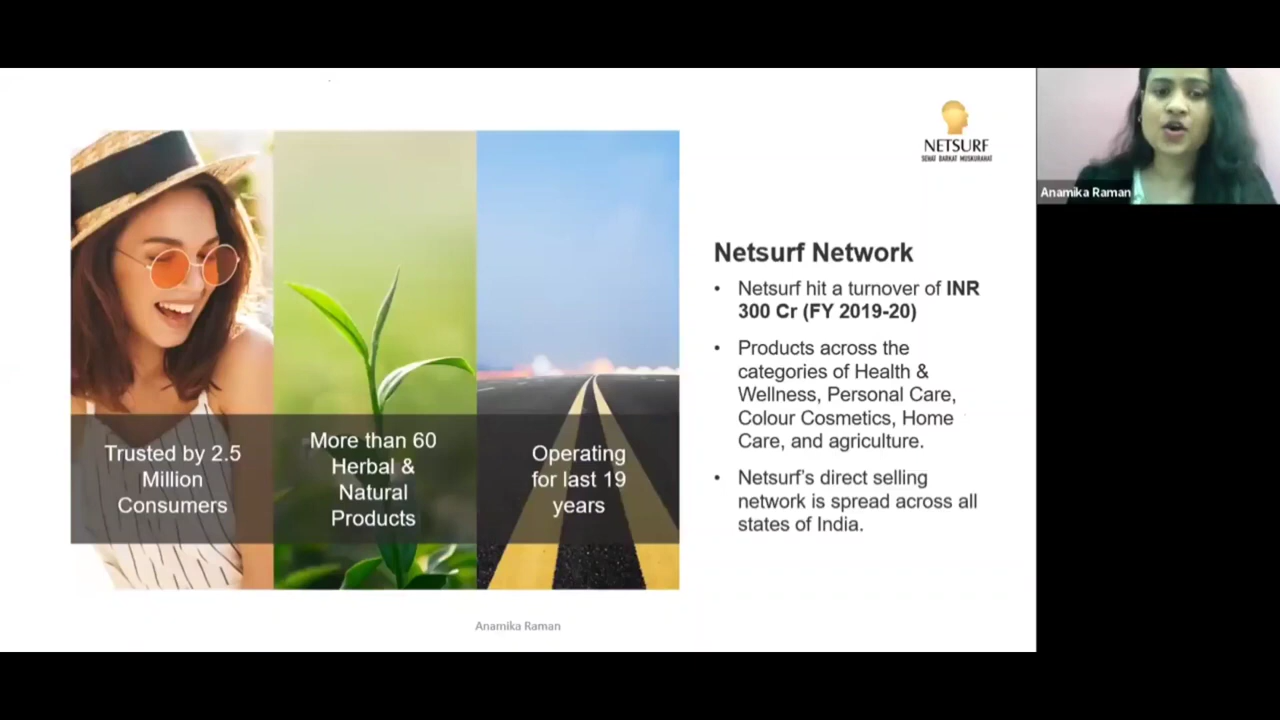 NETSURF
SEHAT BARKAT MUSKURAHAT
Anamika Raman
Netsurf Network
• Netsurf hit a turnover of INR
300 Cr (FY 2019-20)
• Products across the
categories of Health &
Wellness, Personal Care,
Colour Cosmetics, Home
Care, and agriculture.
• Netsurf's direct selling
network is spread across all
states of India.
Trusted by 2.5
Million
Consumers
More than 60
Herbal &
Natural
Products
Operating
for last 19
years
Anamika Raman